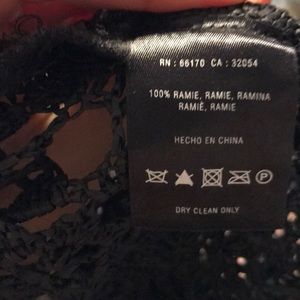 RN : 66170 CA : 32054
100% RAMIE, RAMIE, RAMINA
RAMIÉ, RAMIE
HECHO EN CHINA
P
DRY CLEAN ONLY